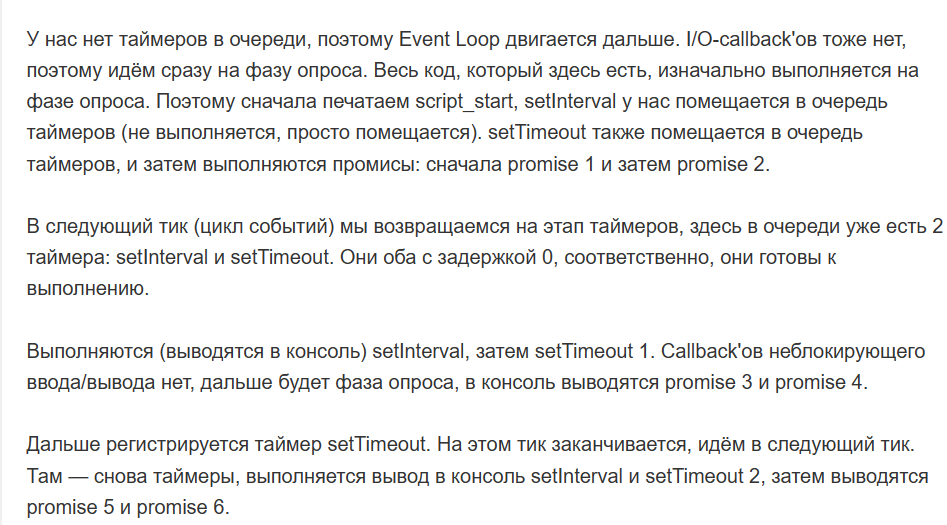 У нас нет таймеров в очереди, поэтому Event Loop двигается дальше. I/O-callback'ов тоже нет,
поэтому идём сразу на фазу опроса. Весь код, который здесь есть, изначально выполняется на
фазе опроса. Поэтому сначала печатаем script_start, setInterval у нас помещается в очередь
таймеров (не выполняется, просто помещается). setTimeout также помещается в очередь
таймеров, и затем выполняются промисы: сначала promise 1 и затем promise 2.
В следующий тик (цикл событий) мы возвращаемся на этап таймеров, здесь в очереди уже есть 2
таймера: setInterval и setTimeout. Они оба с задержкой 0, соответственно, они готовы к
выполнению.
Выполняются (выводятся в консоль) setInterval, затем setTimeout 1. Callback'ов неблокирующего
ввода/вывода нет, дальше будет фаза опроса, в консоль выводятся promise 3 и promise 4.
Дальше регистрируется таймер setTimeout. На этом тик заканчивается, идём в следующий тик.
Там — снова таймеры, выполняется вывод в консоль setInterval и setTimeout 2, затем выводятся
promise 5 и promise 6.